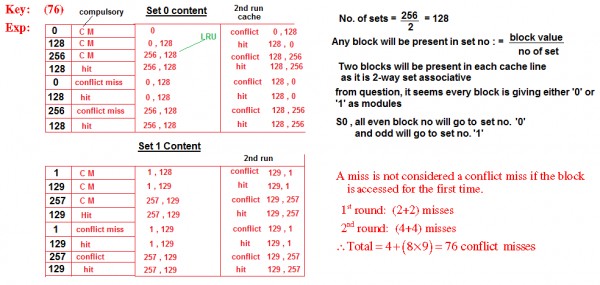 Key: (76)
Exp:
compulsory
Set 0 content
2nd run
cache
LRU
0 C M 0 conflict 0 , 128
128 C M 0 , 128 hit 128 , 0
256 C M 256 , 128 conflict 128 , 256
128 hit 256 , 128 hit 128 , 256
0 conflict miss 0 , 128 conflict 0 , 128
128 hit 0, 128 hit 128 , 0
256 conflict miss 256 , 128 conflict 128 , 256
128 hit 256 , 128 hit 128 , 256
Set 1 Content
2nd run
1 C M 1 , 128 conflict 129 , 1
129 C M 1 , 129 hit 129 , 1
257 C M 257 , 129 conflict 129 , 257
129 Hit 257 , 129 Hit 129 , 257
1 conflict miss 1 , 129 conflict 129 , 1
129 hit 1 , 129 hit 129 , 1
257 conflict 257 , 129 conflict 129 , 257
129 hit 257 , 129 hit 129 , 257
No. of sets = 256 / 2 = 128
Any block will be present in set no : = block value / no of set
Two blocks will be present in each cache line
as it is 2-way set associative
from question, it seems every block is giving either '0' or
'1' as modules
S0 , all even block no will go to set no. '0'
and odd will go to set no. '1'
A miss is not considered a conflict miss if the block
is accessed for the first time.
1st round: (2+2) misses
2nd round: (4+4) misses
∴ Total = 4+(8×9) = 76 conflict misses